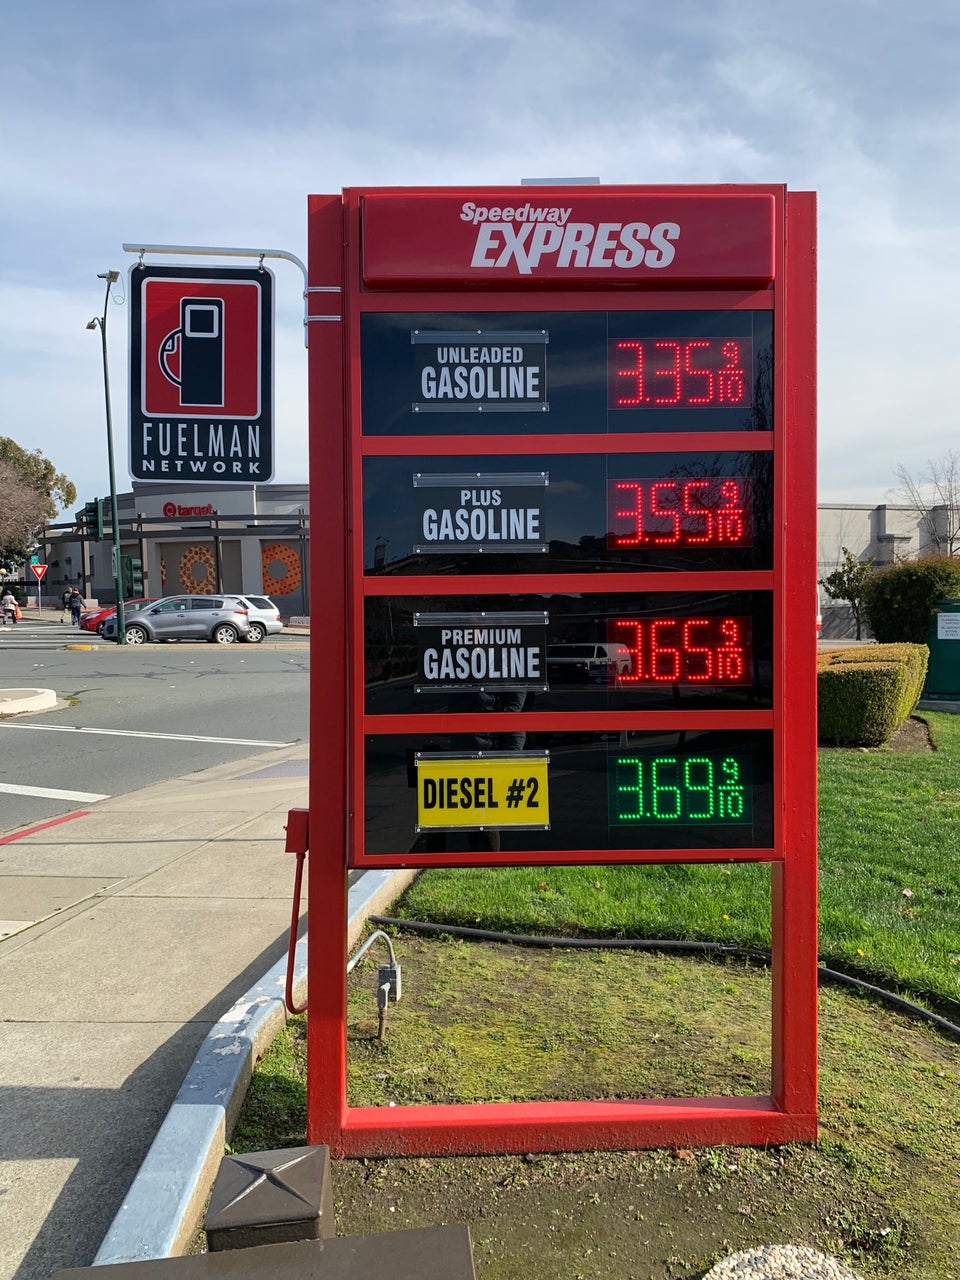 Speedway
EXPRESS
UNLEADED
GASOLINE
3.35 9/10
PLUS
GASOLINE
3.55 9/10
PREMIUM
GASOLINE
3.65 9/10
DIESEL #2
3.69 9/10
FUELMAN
NETWORK
target